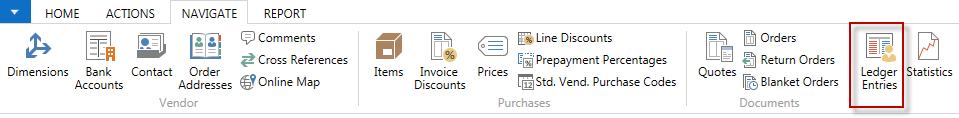 HOME ACTIONS NAVIGATE REPORT
Dimensions
Bank
Accounts
Contact
Order
Addresses
Comments
Cross References
Online Map
Vendor
Items
Invoice
Discounts
Prices
Line Discounts
Prepayment Percentages
Std. Vend. Purchase Codes
Purchases
Quotes
Orders
Return Orders
Blanket Orders
Documents
Ledger
Entries
Statistics